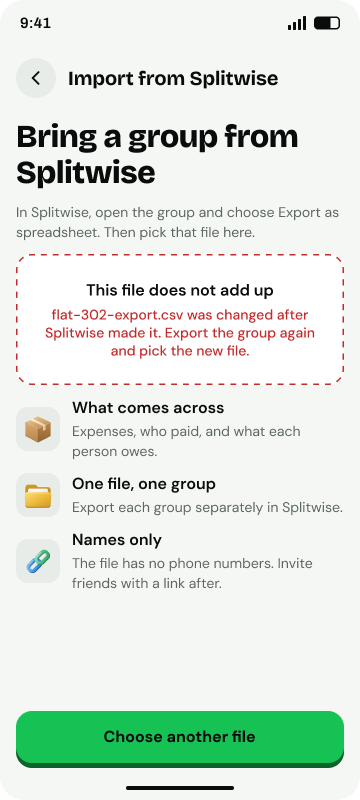 9:41
Import from Splitwise
Bring a group from
Splitwise
In Splitwise, open the group and choose Export as
spreadsheet. Then pick that file here.
This file does not add up
flat-302-export.csv was changed after
Splitwise made it. Export the group again
and pick the new file.
What comes across
Expenses, who paid, and what each
person owes.
One file, one group
Export each group separately in Splitwise.
Names only
The file has no phone numbers. Invite
friends with a link after.
Choose another file